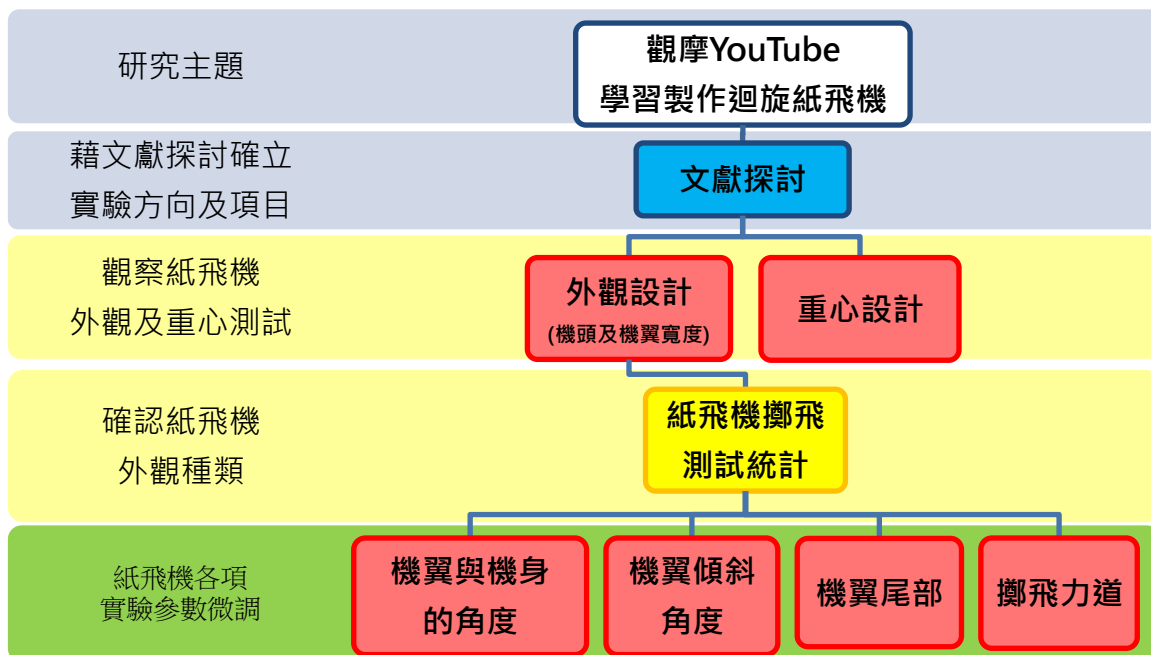 研究主題
觀摩YouTube
學習製作迴旋紙飛機
藉文獻探討確立
實驗方向及項目
文獻探討
觀察紙飛機
外觀及重心測試
外觀設計
(機頭及機翼寬度)
重心設計
確認紙飛機
外觀種類
紙飛機擲飛
測試統計
紙飛機各項
實驗參數微調
機翼與機身
的角度
機翼傾斜
角度
機翼尾部
擲飛力道